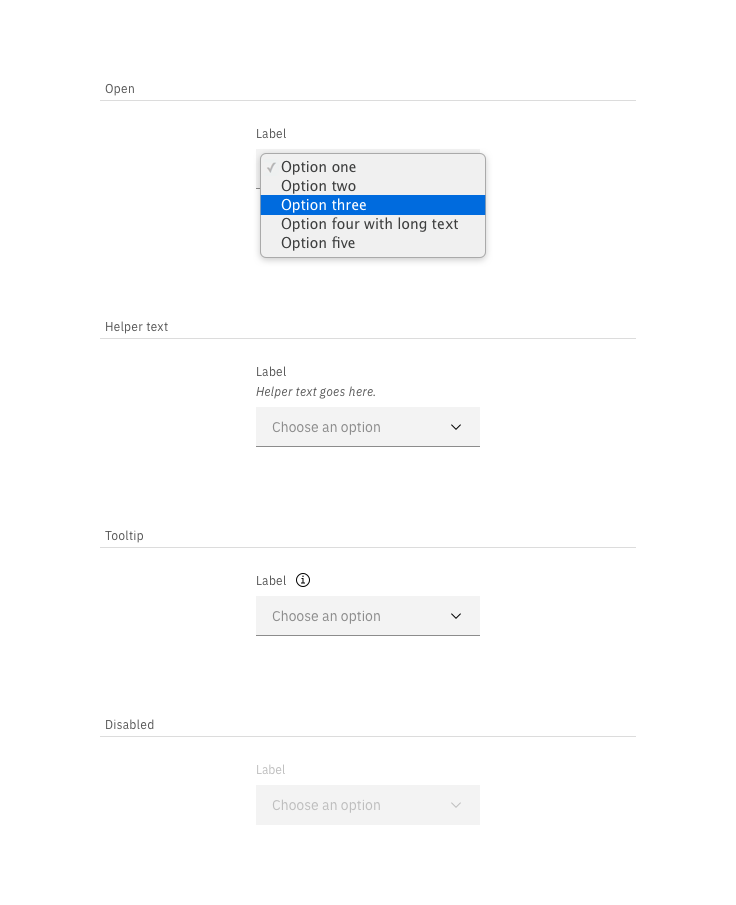 Open
Label
✓ Option one
Option two
Option three
Option four with long text
Option five
Helper text
Label
Helper text goes here.
Choose an option
Tooltip
Label
Choose an option
Disabled
Label
Choose an option